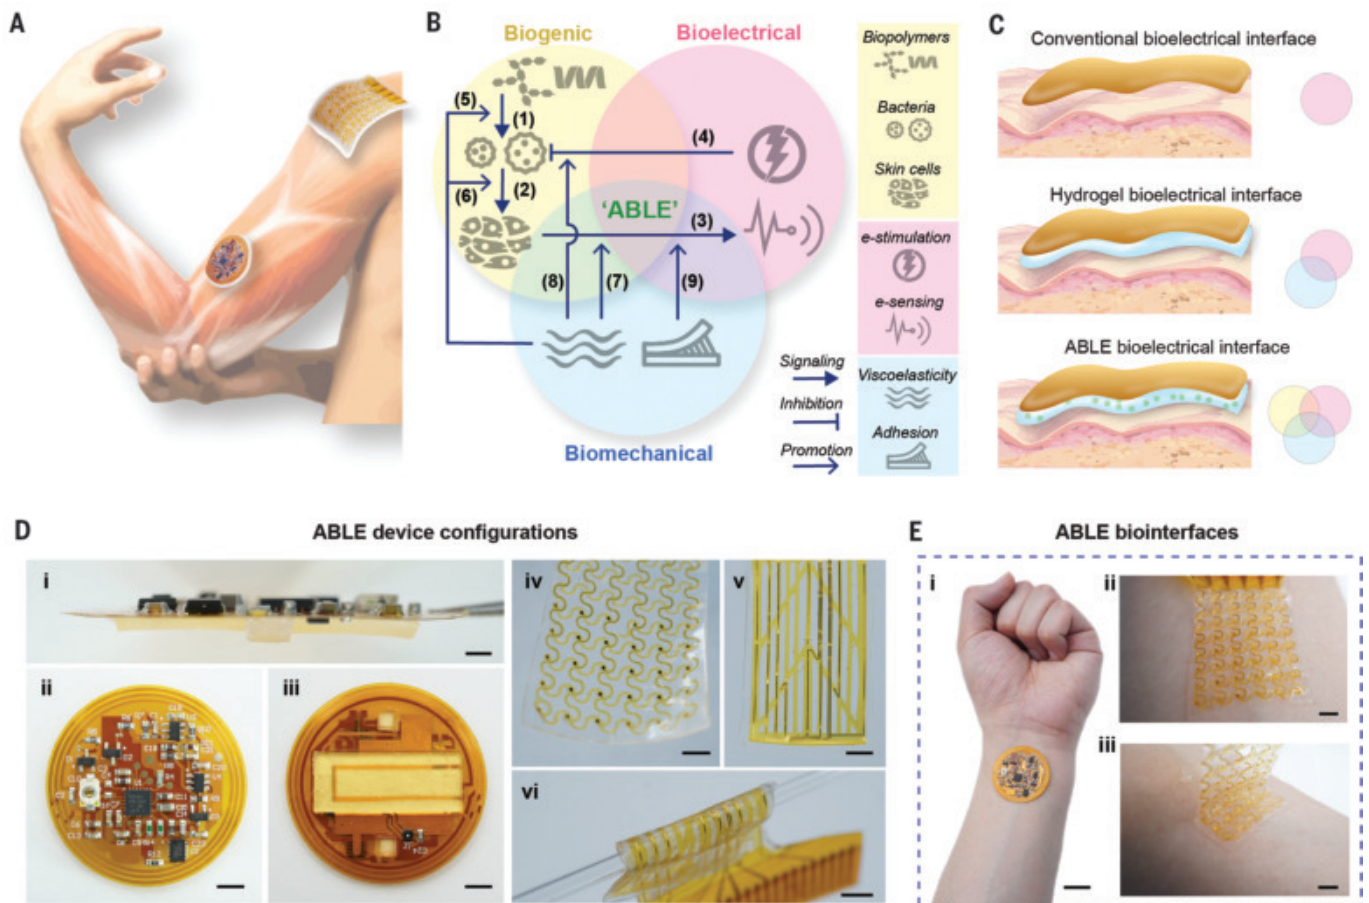 A
B
Biogenic
Bioelectrical
(5)
(1)
(4)
(6)
(2)
'ABLE'
(3)
(8)
(7)
(9)
Biomechanical
Biopolymers
Bacteria
Skin cells
e-stimulation
e-sensing
Signaling
Viscoelasticity
Inhibition
Adhesion
Promotion
C
Conventional bioelectrical interface
Hydrogel bioelectrical interface
ABLE bioelectrical interface
D
ABLE device configurations
i
ii
iii
iv
v
vi
E
ABLE biointerfaces
i
ii
iii